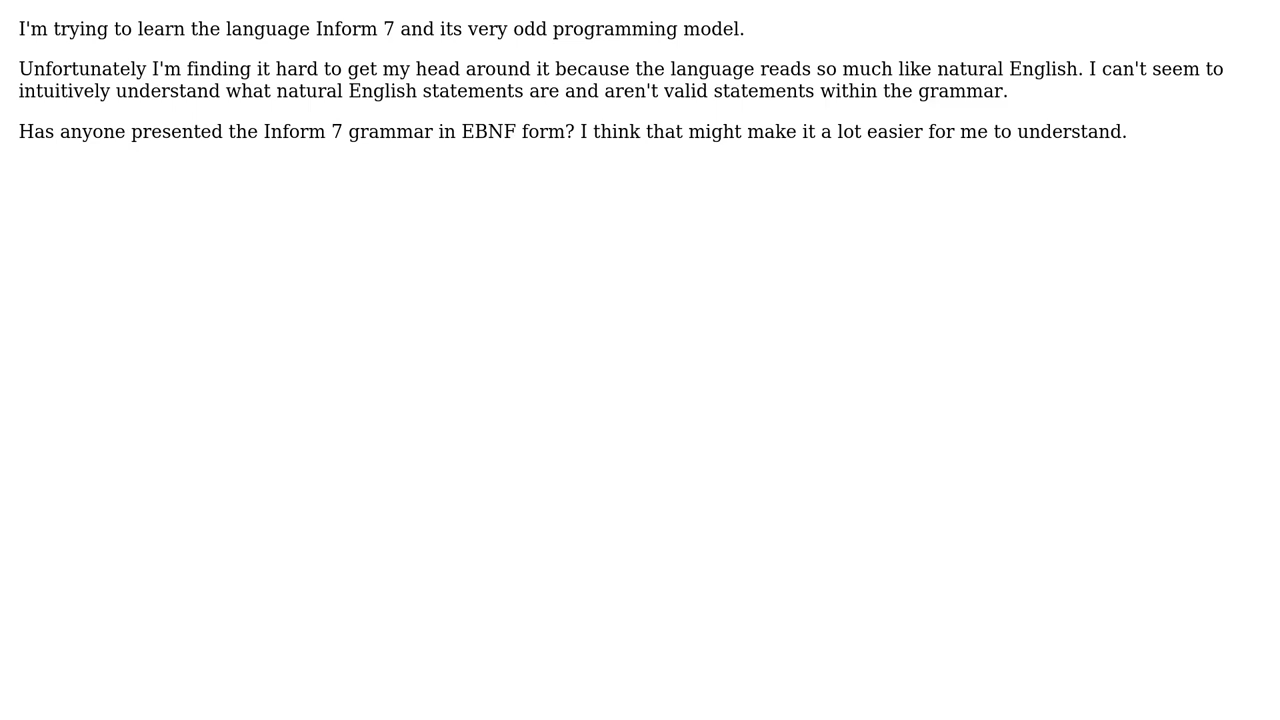 I'm trying to learn the language Inform 7 and its very odd programming model.
Unfortunately I'm finding it hard to get my head around it because the language reads so much like natural English. I can't seem to
intuitively understand what natural English statements are and aren't valid statements within the grammar.
Has anyone presented the Inform 7 grammar in EBNF form? I think that might make it a lot easier for me to understand.